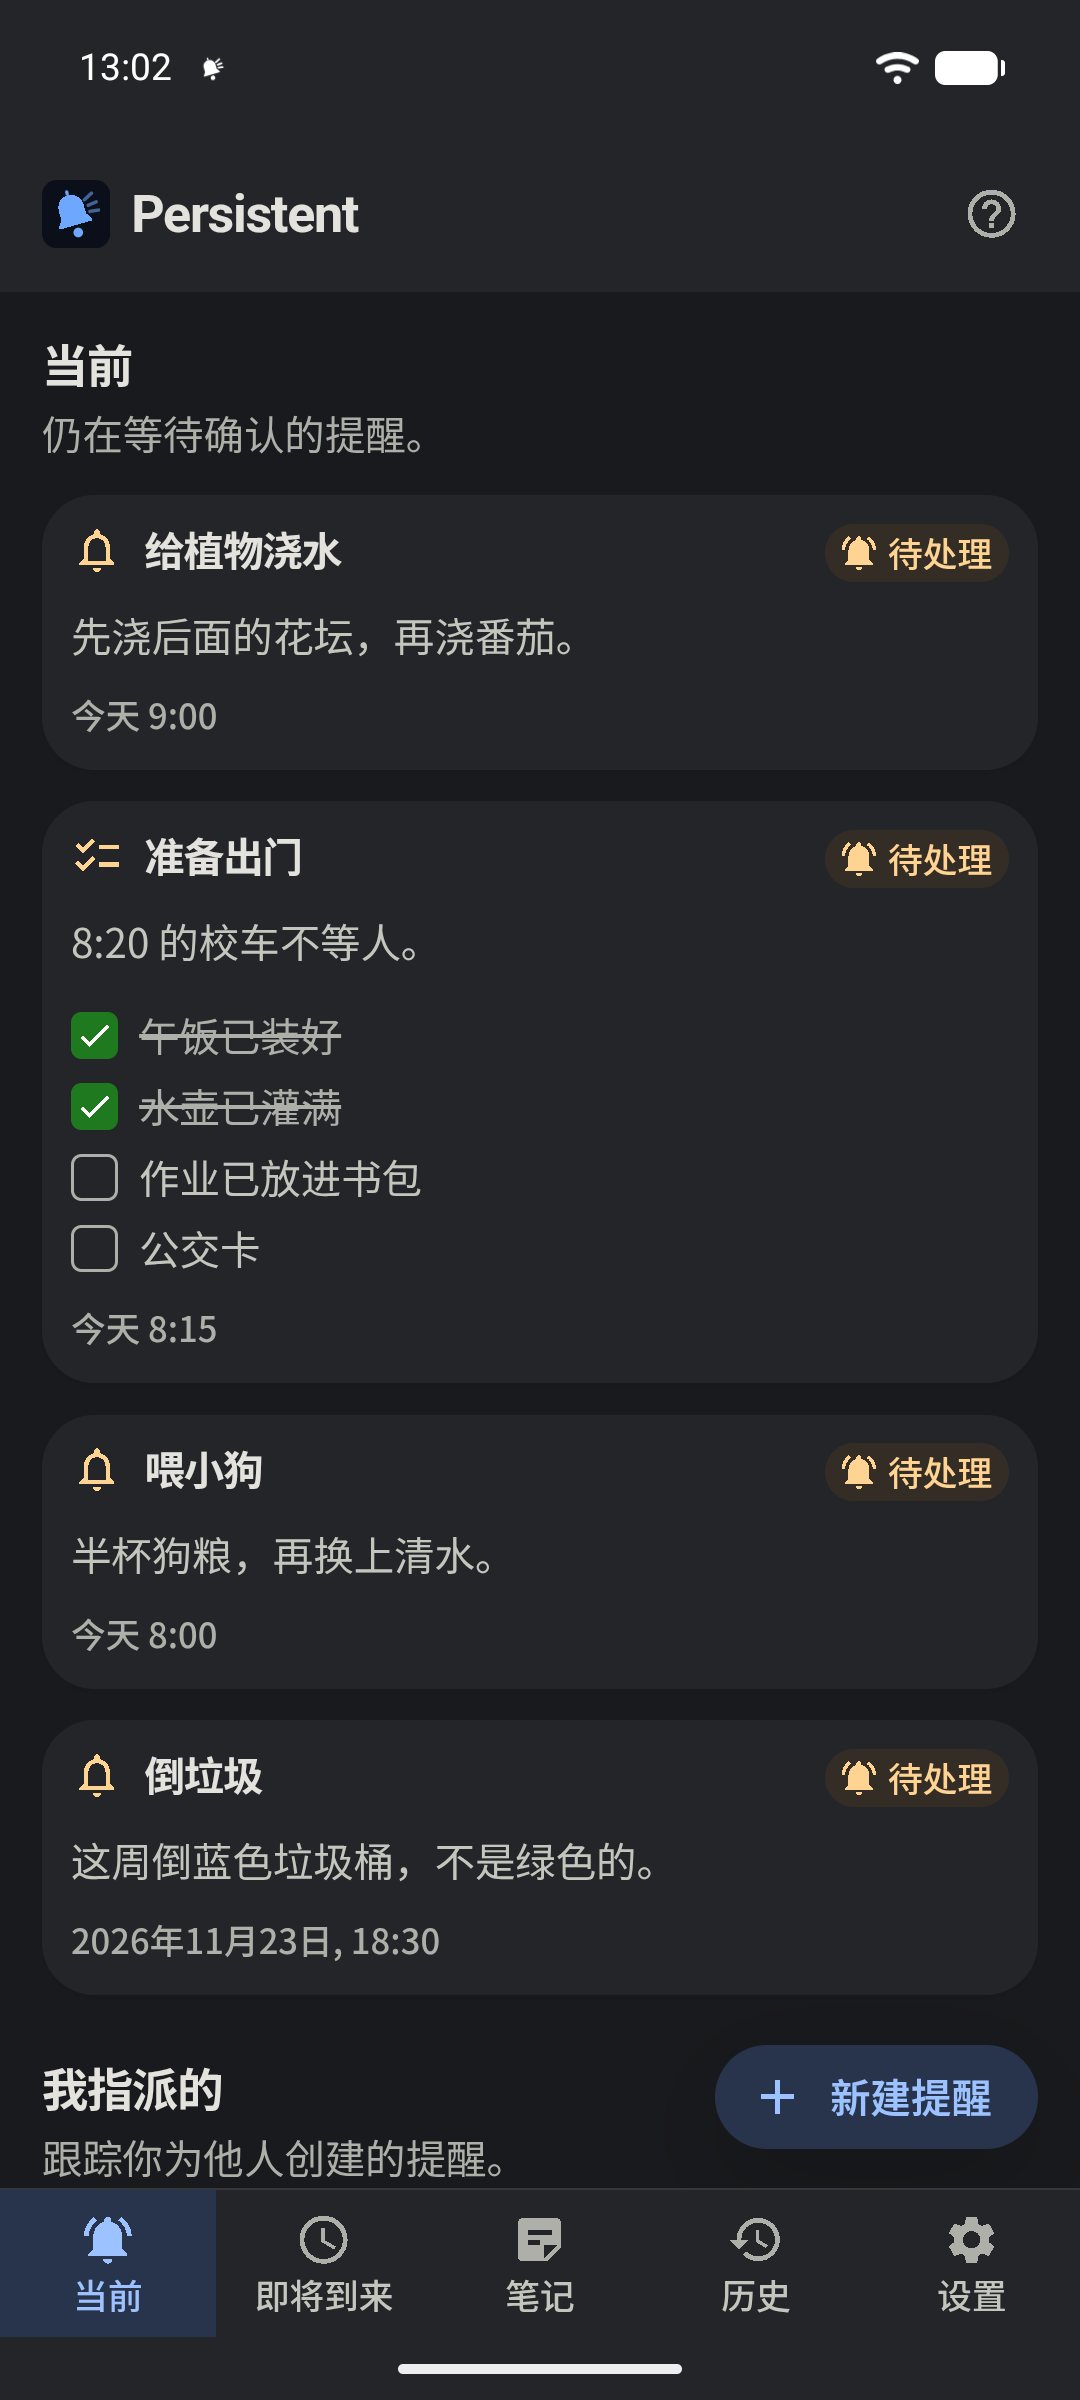 13:02
Persistent
当前
仍在等待确认的提醒。
给植物浇水
待处理
先浇后面的花坛，再浇番茄。
今天 9:00
准备出门
待处理
8:20 的校车不等人。
午饭已装好
水壶已灌满
作业已放进书包
公交卡
今天 8:15
喂小狗
待处理
半杯狗粮，再换上清水。
今天 8:00
倒垃圾
待处理
这周倒蓝色垃圾桶，不是绿色的。
2026年11月23日, 18:30
我指派的
跟踪你为他人创建的提醒。
新建提醒
当前
即将到来
笔记
历史
设置